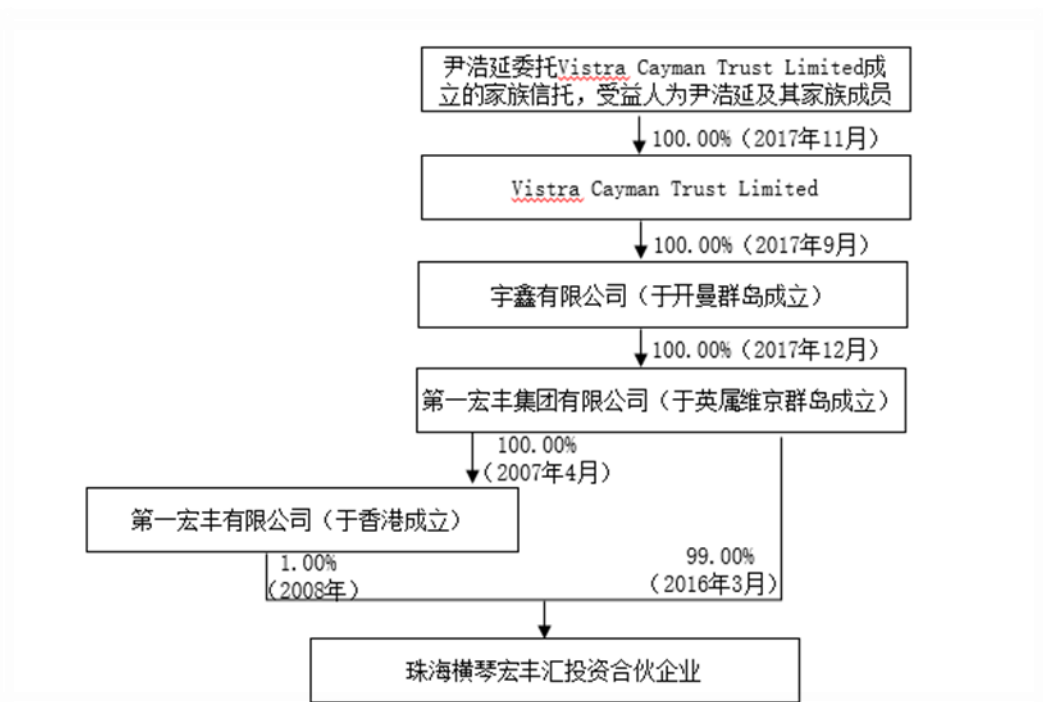 尹浩延委托Vistra Cayman Trust Limited成
立的家族信托，受益人为尹浩延及其家族成员
100.00%（2017年11月）
Vistra Cayman Trust Limited
100.00%（2017年9月）
宇鑫有限公司（于开曼群岛成立）
100.00%（2017年12月）
第一宏丰集团有限公司（于英属维京群岛成立）
100.00%
（2007年4月）
第一宏丰有限公司（于香港成立）
1.00%
（2008年）
99.00%
（2016年3月）
珠海横琴宏丰汇投资合伙企业